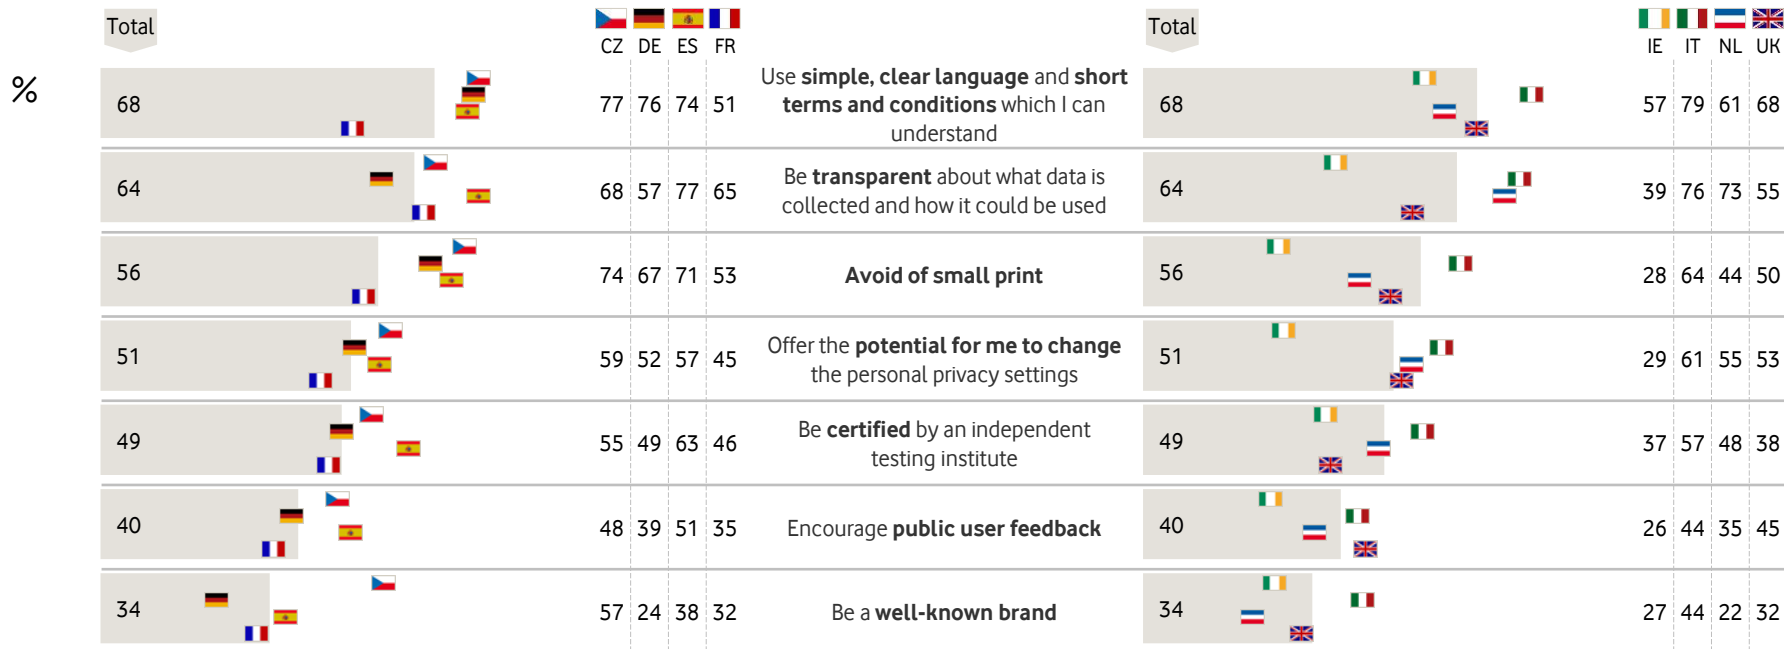 Total CZ DE ES FR Total IE IT NL UK
%
68 77 76 74 51 Use simple, clear language and short 68 57 79 61 68
terms and conditions which I can
understand
64 68 57 77 65 Be transparent about what data is 64 39 76 73 55
collected and how it could be used
56 74 67 71 53 Avoid of small print 56 28 64 44 50
51 59 52 57 45 Offer the potential for me to change 51 29 61 55 53
the personal privacy settings
49 55 49 63 46 Be certified by an independent 49 37 57 48 38
testing institute
40 48 39 51 35 Encourage public user feedback 40 26 44 35 45
34 57 24 38 32 Be a well-known brand 34 27 44 22 32